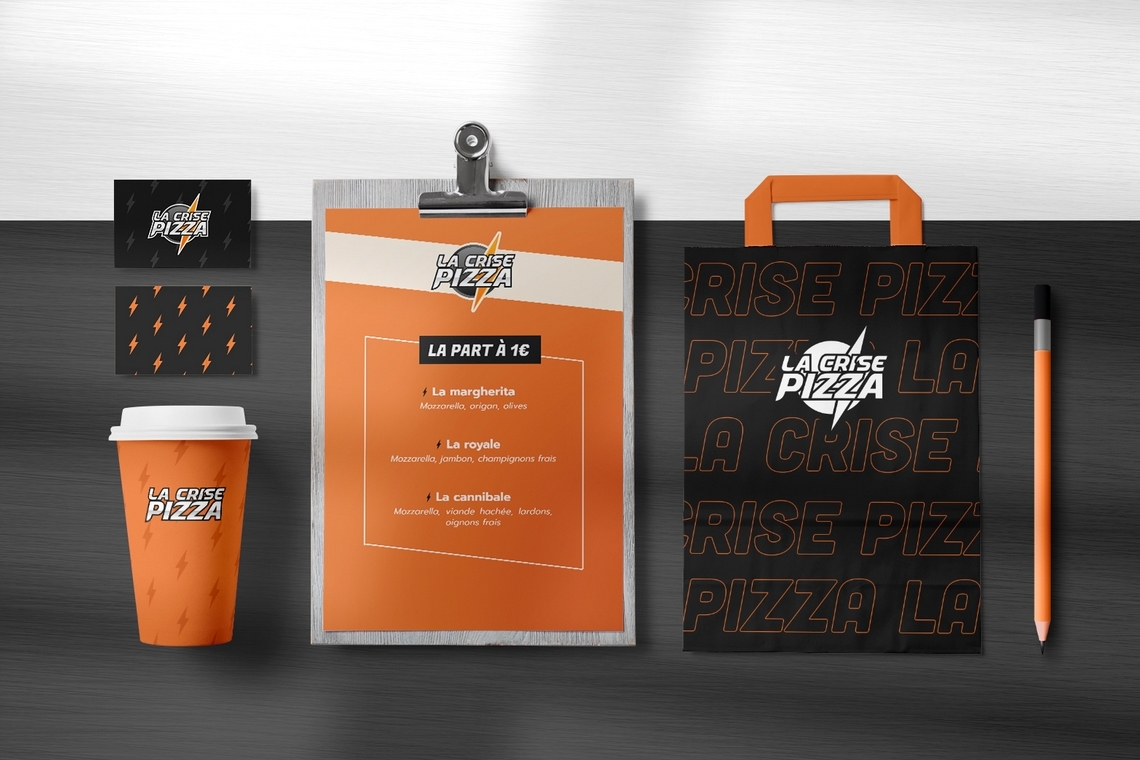 LA CRISE
PIZZA
LA CRISE
PIZZA
LA PART À 1€
La margherita
Mozzarella, origan, olives
La royale
Mozzarella, jambon, champignons frais
La cannibale
Mozzarella, viande hachée, lardons,
oignons frais
LA CRISE
PIZZA
CRISE PIZZ
PIZZA LA
LA CRISE
PIZZA
LA CRISE
CRISE PIZZ
PIZZA LA